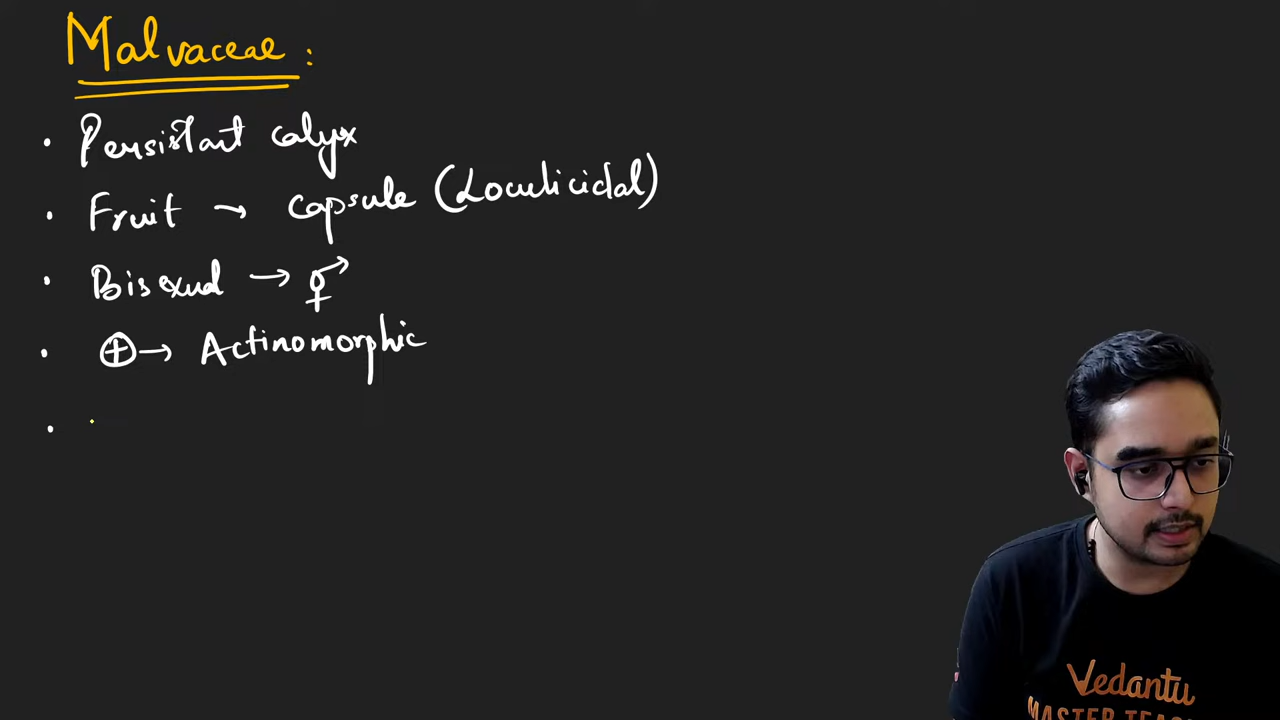 Malvaceae :
• Persistant calyx
• Fruit → capsule (Loculicidal)
• Bisexual → ⚥
• ⊕ → Actinomorphic
•
Vedantu
MASTER TEA